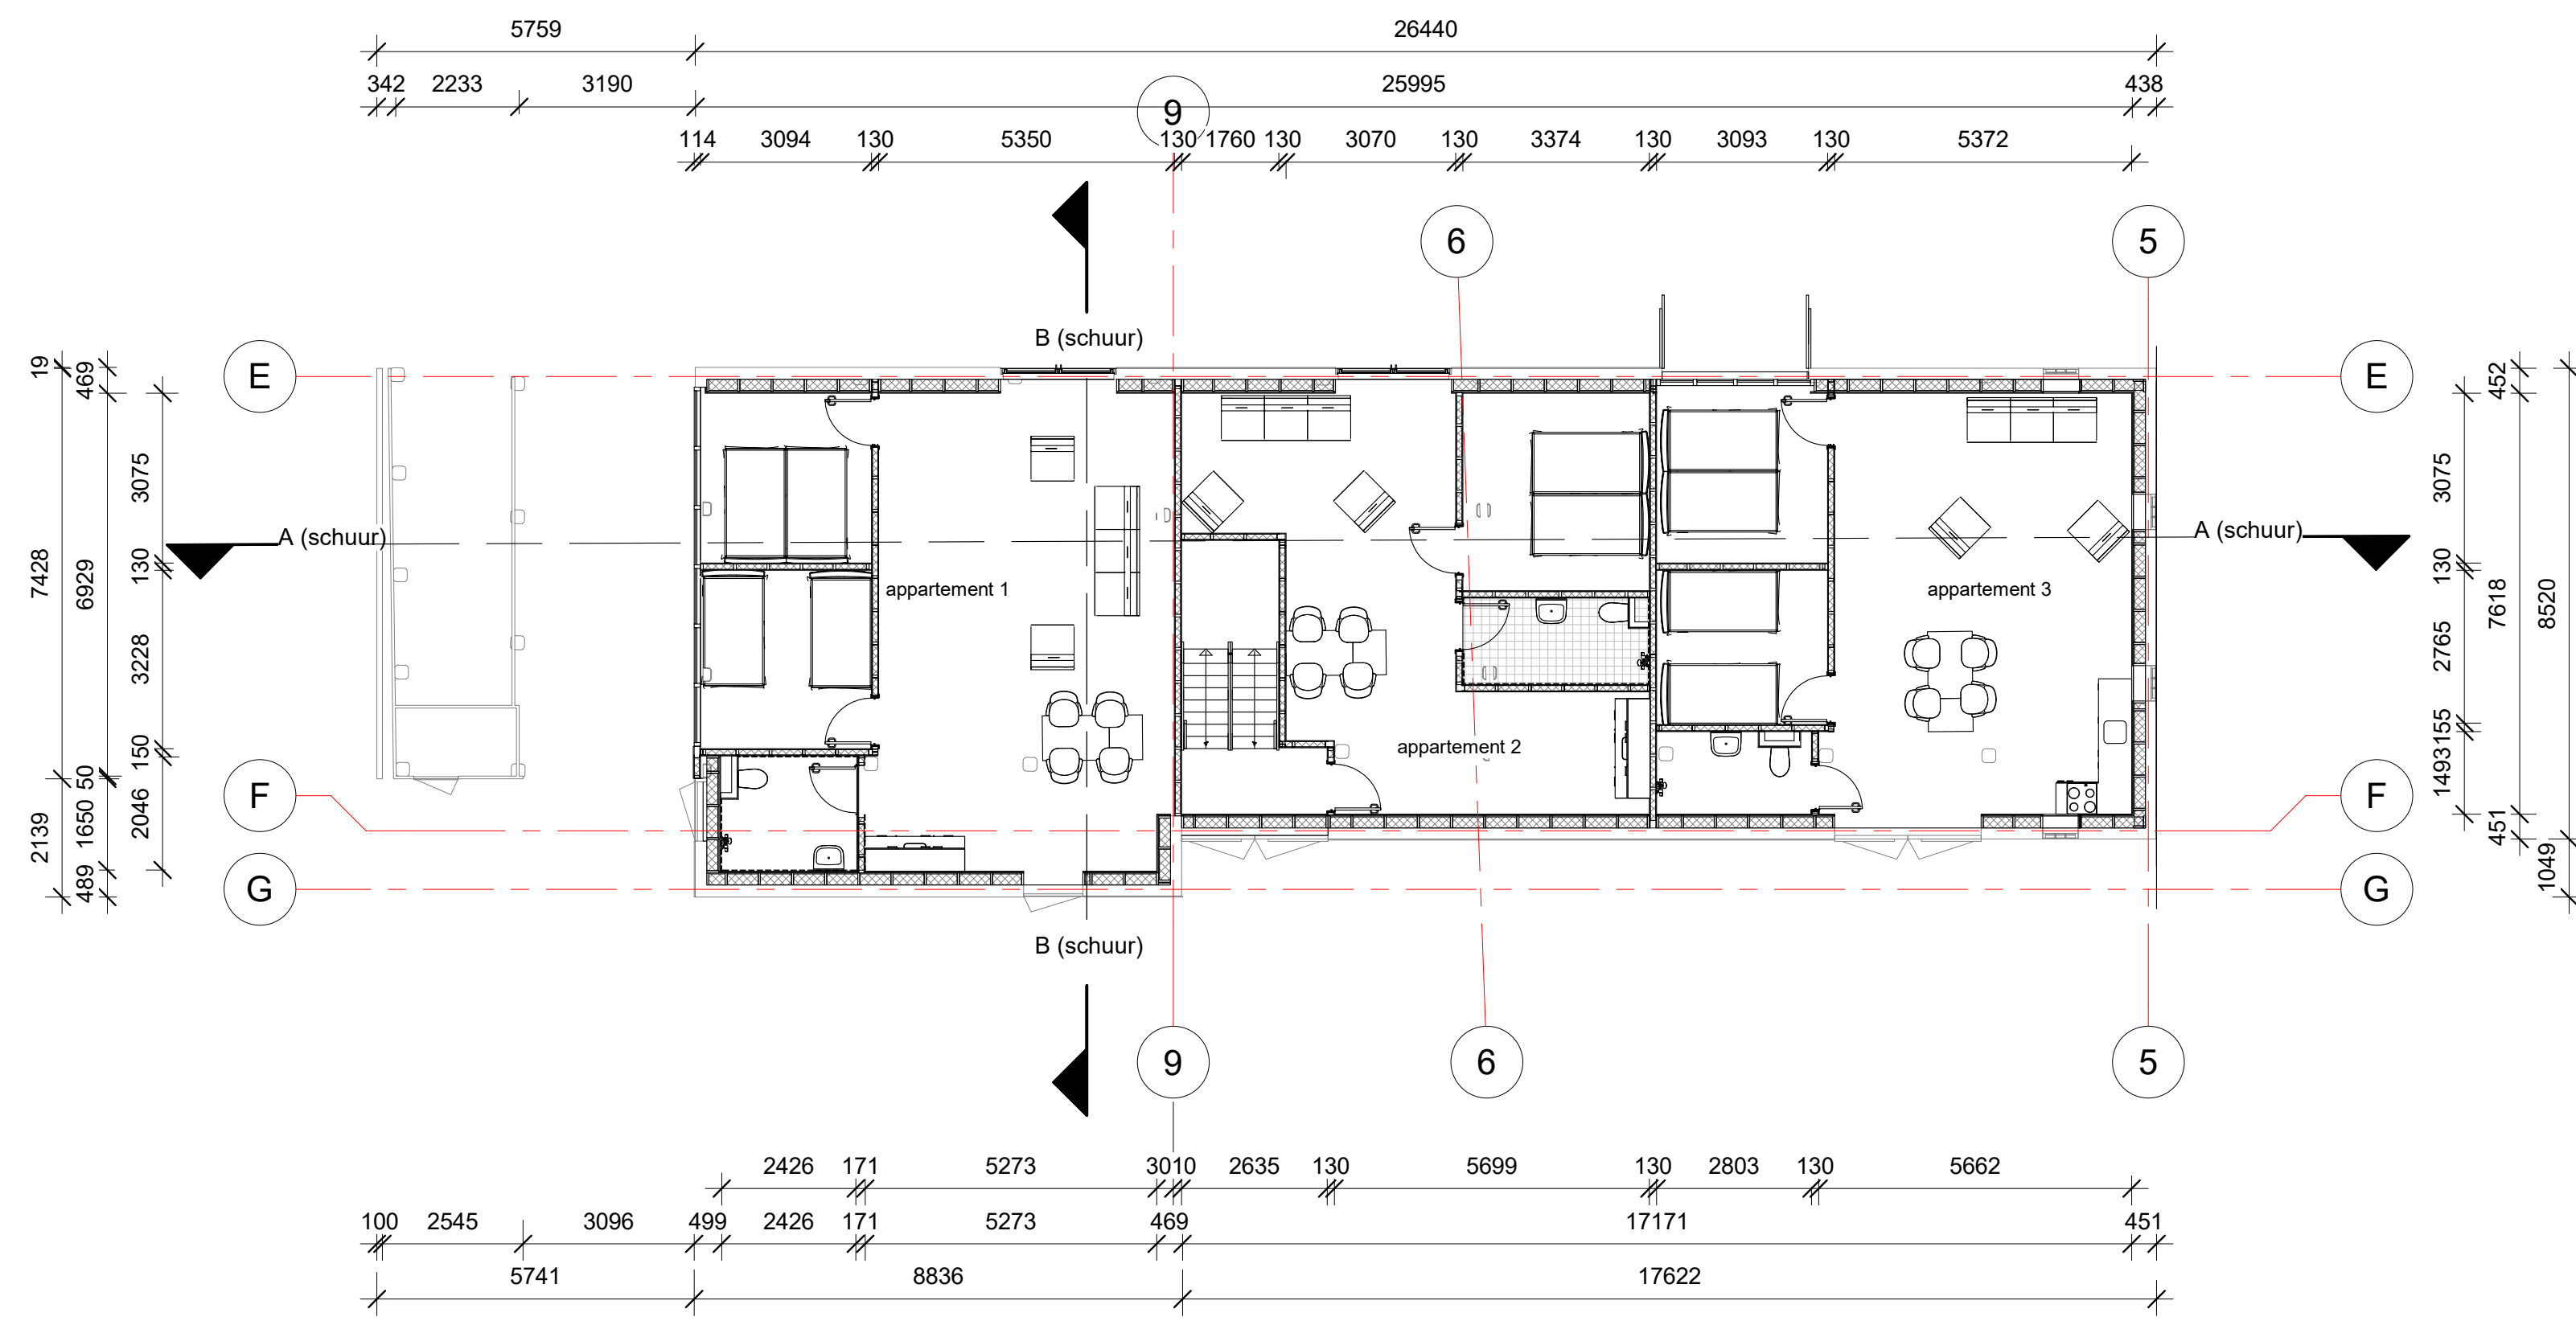 5759 26440
342 2233 3190 25995 438
9
114 3094 130 5350 130 1760 130 3070 130 3374 130 3093 130 5372
6 5
B (schuur)
E E
19 469 3075 452
A (schuur) A (schuur)
7428 6929 130 3075 130 7618 8520
appartement 1 appartement 3
3228 2765
appartement 2
150 50 155
F F
2139 1650 2046 1493 451
489 1049
G G
B (schuur)
9 6 5
2426 171 5273 3010 2635 130 5699 130 2803 130 5662
100 2545 3096 499 2426 171 5273 469 17171 451
5741 8836 17622